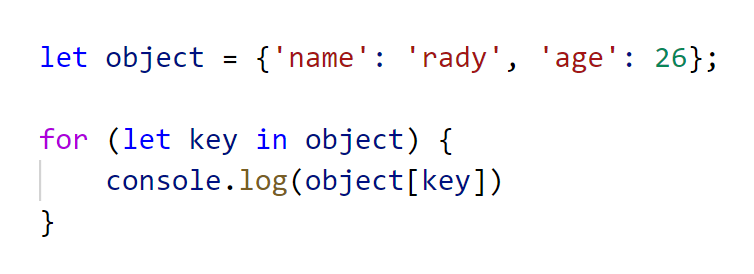 let object = {'name': 'rady', 'age': 26};
for (let key in object) {
    console.log(object[key])
}